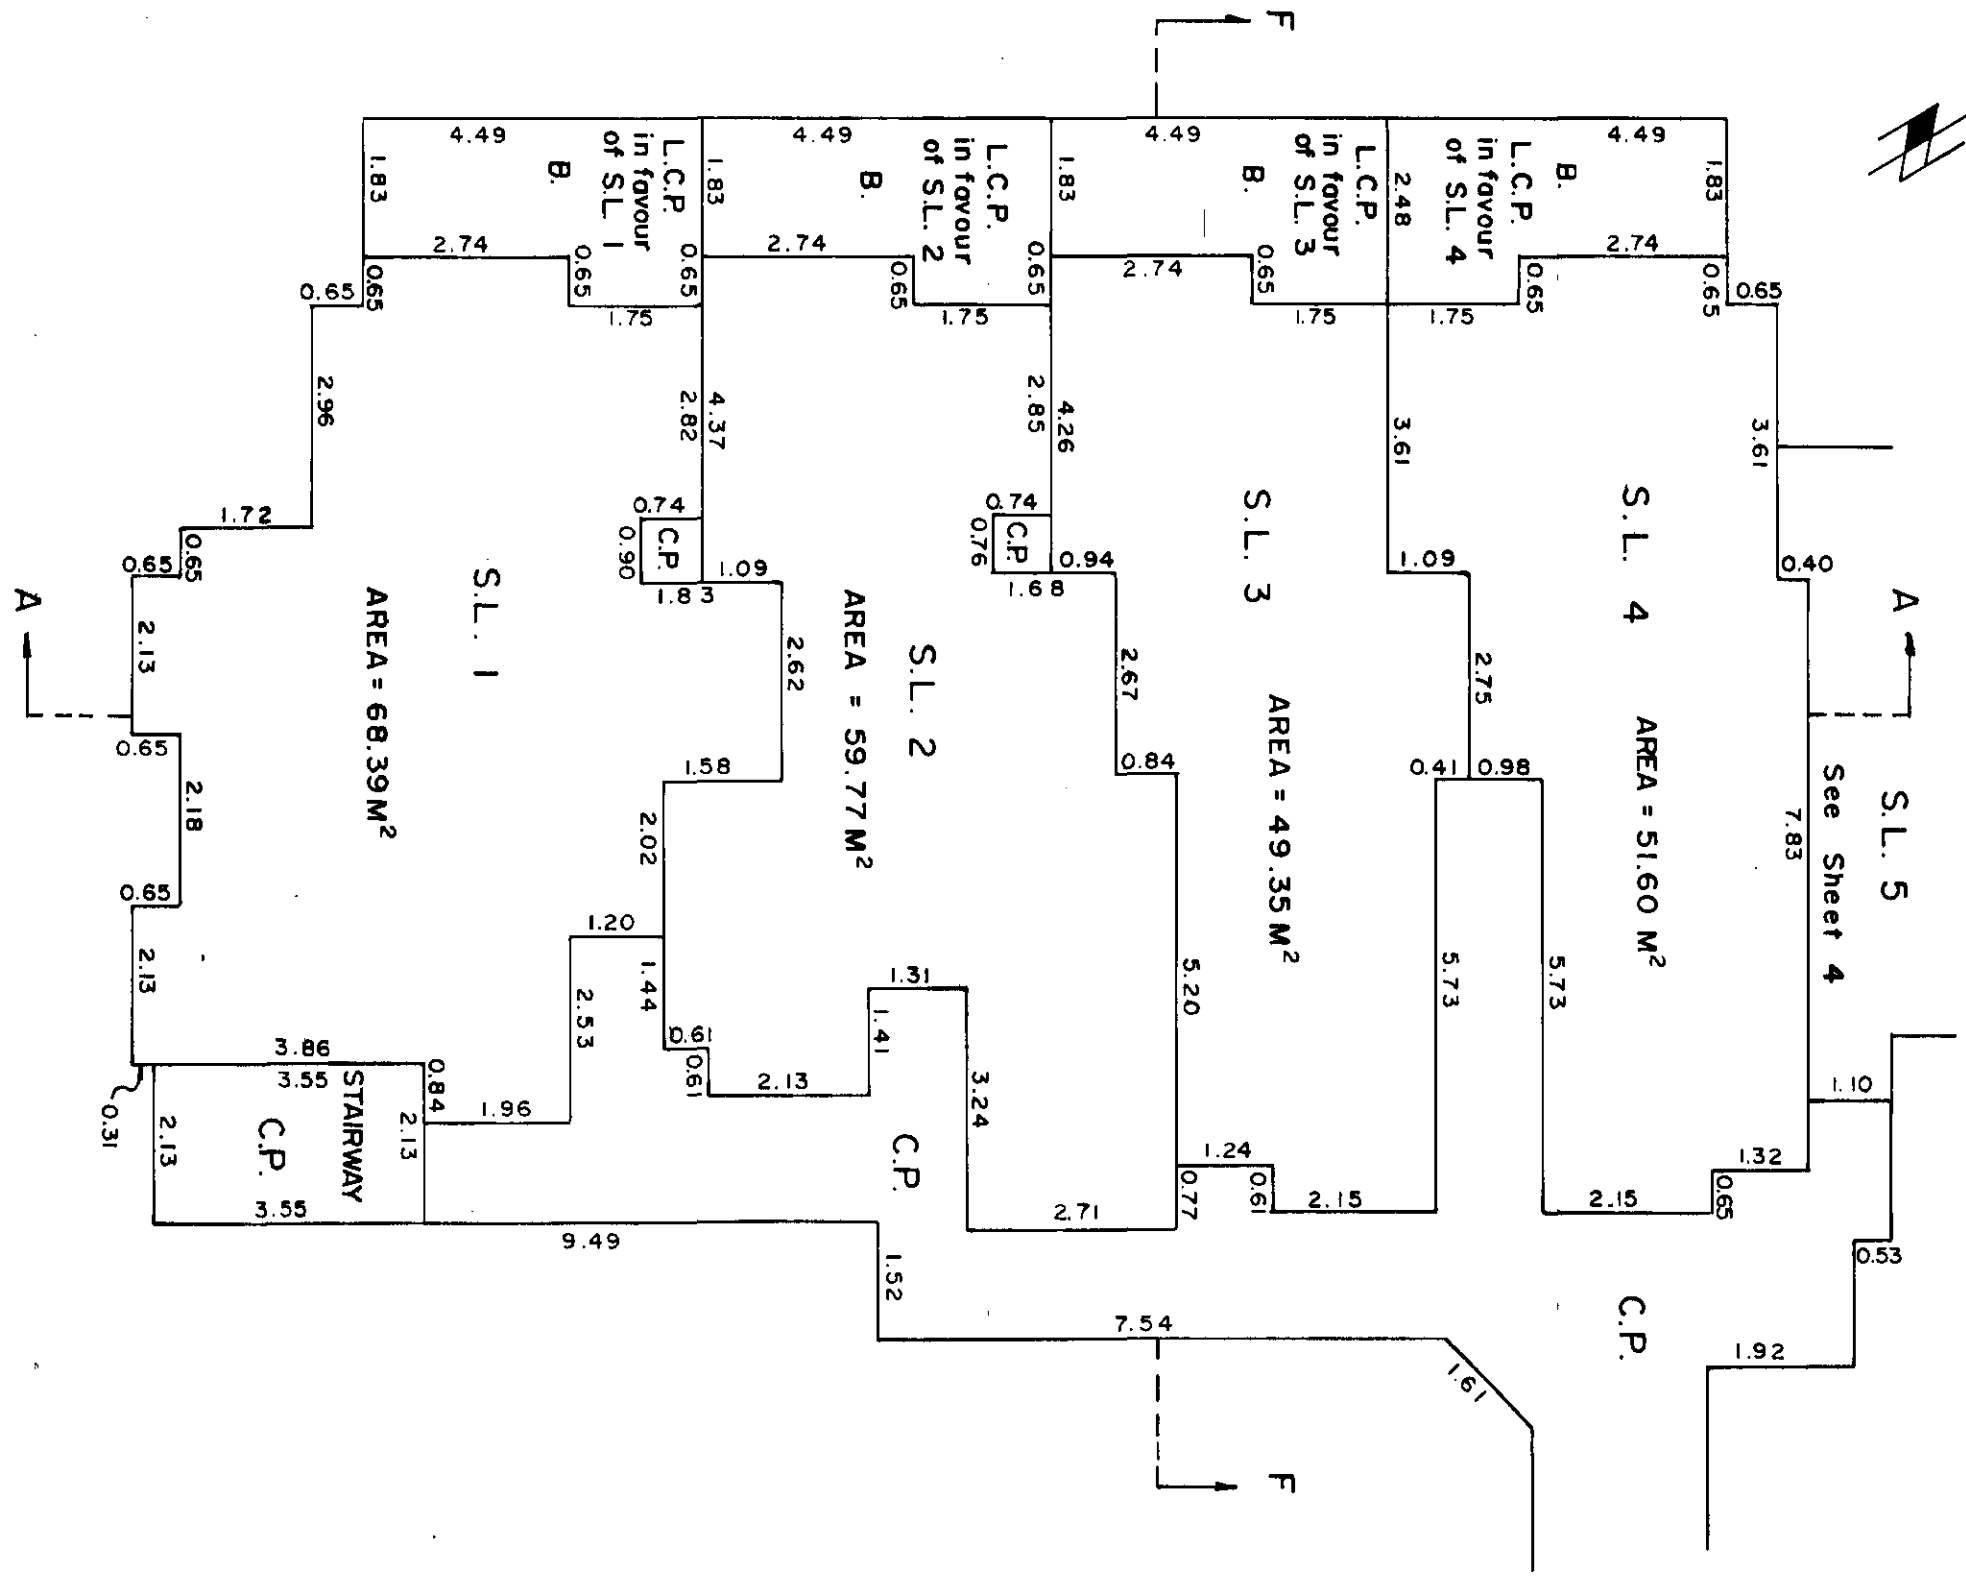 F
4.49
4.49
4.49
4.49
1.83
B.
L.C.P.
in favour
of S.L. 1
1.83
B.
L.C.P.
in favour
of S.L. 2
1.83
B.
L.C.P.
in favour
of S.L. 3
2.48
L.C.P.
in favour
of S.L. 4
B.
1.83
2.74
0.65
0.65
2.74
0.65
0.65
2.74
0.65
2.74
0.65
0.65
0.65
0.65
0.65
1.75
1.75
1.75
1.75
2.96
2.82
4.37
2.85
4.26
3.61
3.61
1.72
0.65
0.65
0.74
C.P.
0.90
1.09
1.83
0.74
C.P.
0.76
0.94
1.68
1.09
0.40
A
A
2.13
0.65
2.18
0.65
2.13
S.L. 1
AREA = 68.39 M²
2.62
1.58
2.02
1.20
1.44
2.53
S.L. 2
AREA = 59.77 M²
2.67
0.84
5.20
S.L. 3
AREA = 49.35 M²
2.75
0.41
0.98
5.73
5.73
S.L. 4
AREA = 51.60 M²
7.83
S.L. 5
See Sheet 4
1.31
1.41
3.24
0.61
0.61
2.13
3.86
3.55
0.84
1.96
0.31
2.13
STAIRWAY
C.P.
2.13
3.55
9.49
C.P.
2.71
1.24
0.77
0.61
2.15
2.15
0.65
1.32
1.10
0.53
1.52
7.54
1.61
C.P.
1.92
F